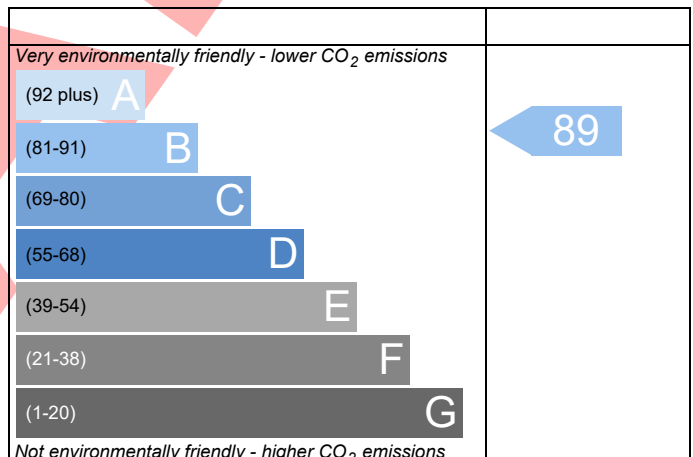 Very environmentally friendly - lower CO2 emissions
(92 plus) A
89
(81-91) B
(69-80) C
(55-68) D
(39-54) E
(21-38) F
(1-20) G
Not environmentally friendly - higher CO2 emissions